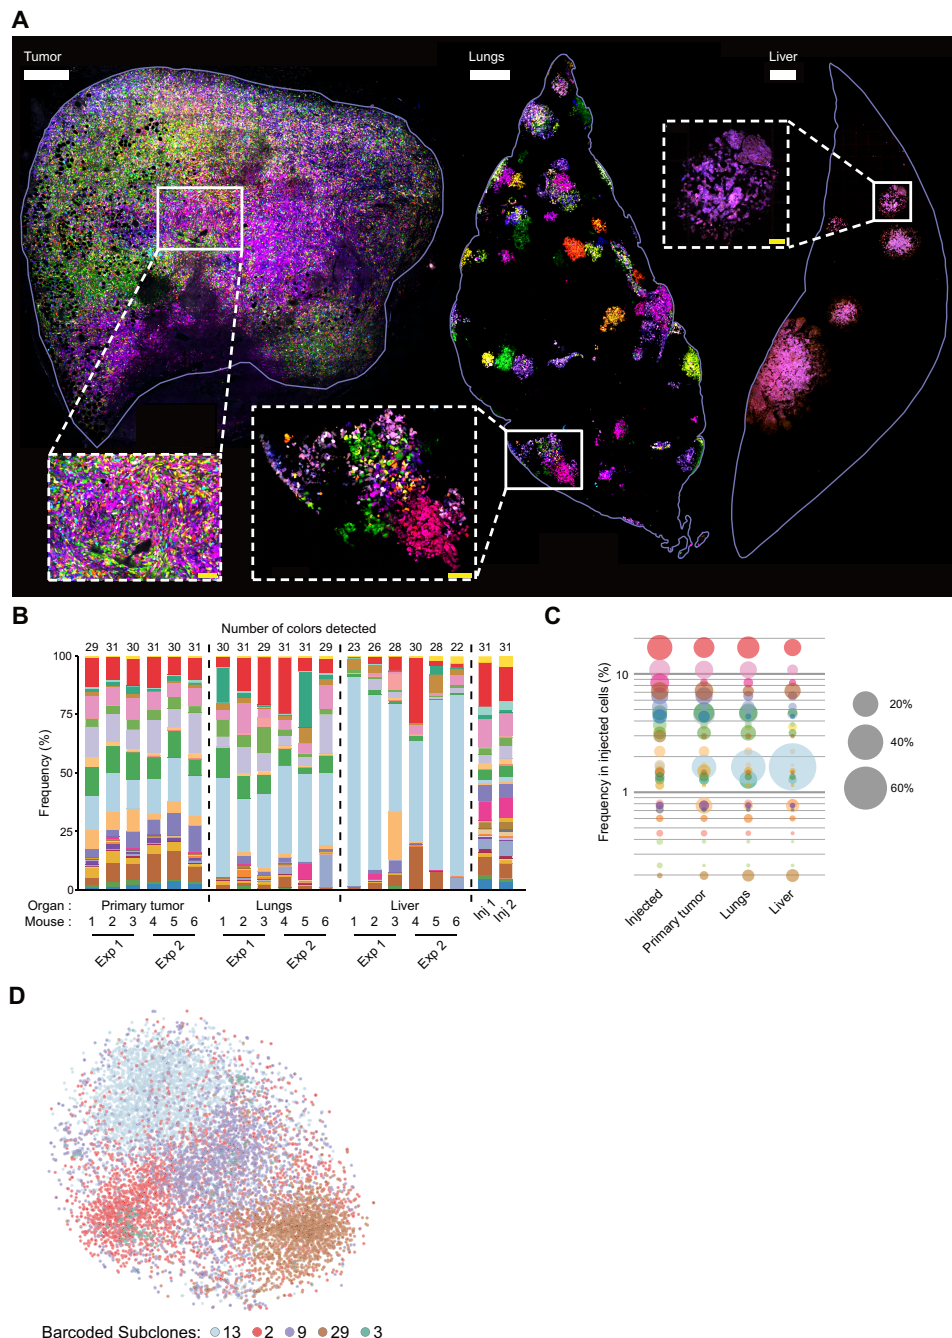 A
Tumor
Lungs
Liver
B
Number of colors detected
29 31 30 31 30 31 30 31 29 31 31 29 23 26 28 30 28 22 31 31
Frequency (%)
100
75
50
25
0
Organ : Primary tumor Lungs Liver Inj 1 Inj 2
Mouse : 1 2 3 4 5 6 1 2 3 4 5 6 1 2 3 4 5 6
Exp 1 Exp 2 Exp 1 Exp 2 Exp 1 Exp 2
C
Frequency in injected cells (%)
10
1
Injected Primary tumor Lungs Liver
20%
40%
60%
D
Barcoded Subclones: 13 2 9 29 3